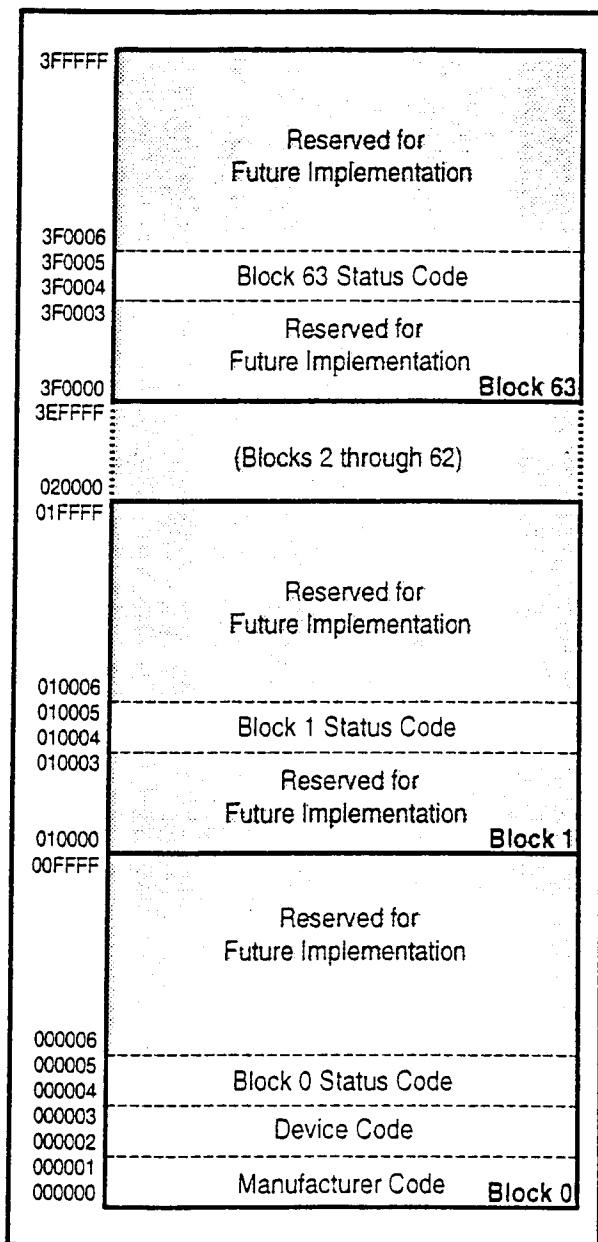 3FFFFF
Reserved for
Future Implementation
3F0006
3F0005
Block 63 Status Code
3F0004
3F0003
Reserved for
Future Implementation
Block 63
3F0000
3EFFFF
(Blocks 2 through 62)
020000
01FFFF
Reserved for
Future Implementation
010006
010005
Block 1 Status Code
010004
010003
Reserved for
Future Implementation
Block 1
010000
00FFFF
Reserved for
Future Implementation
000006
000005
Block 0 Status Code
000004
000003
Device Code
000002
000001
Manufacturer Code Block 0
000000